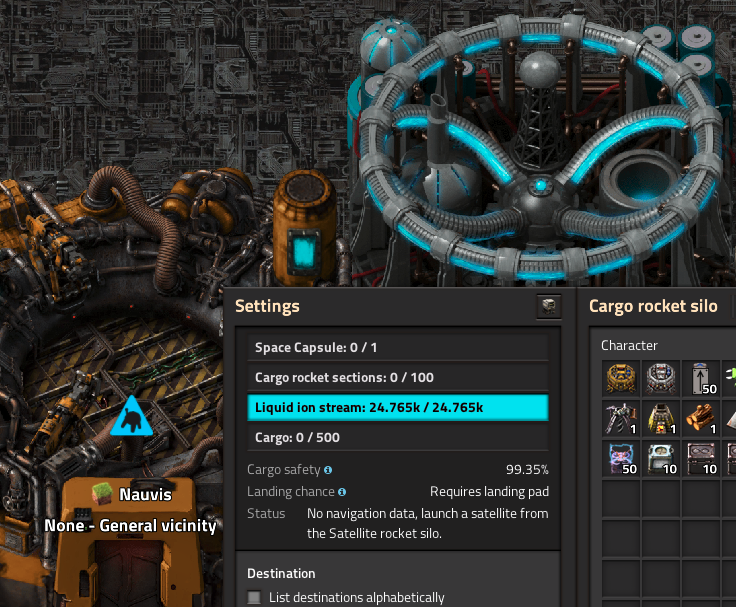 Settings
Cargo rocket silo
Space Capsule: 0 / 1
Character
Cargo rocket sections: 0 / 100
50
Liquid ion stream: 24.765k / 24.765k
1
1
1
Cargo: 0 / 500
50
10
10
Cargo safety
99.35%
Landing chance
Requires landing pad
Nauvis
Status
No navigation data, launch a satellite from
the Satellite rocket silo.
None - General vicinity
Destination
List destinations alphabetically